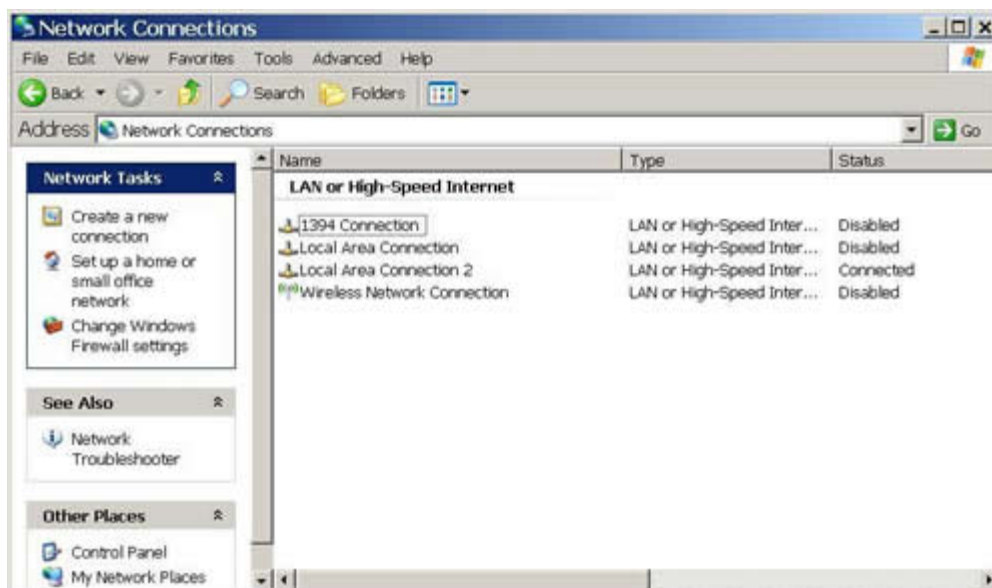 Network Connections
File Edit View Favorites Tools Advanced Help
Back Search Folders
Address Network Connections Go
Network Tasks
Create a new
connection
Set up a home or
small office
network
Change Windows
Firewall settings
See Also
Network
Troubleshooter
Other Places
Control Panel
My Network Places
Name Type Status
LAN or High-Speed Internet
1394 Connection LAN or High-Speed Inter... Disabled
Local Area Connection LAN or High-Speed Inter... Disabled
Local Area Connection 2 LAN or High-Speed Inter... Connected
Wireless Network Connection LAN or High-Speed Inter... Disabled